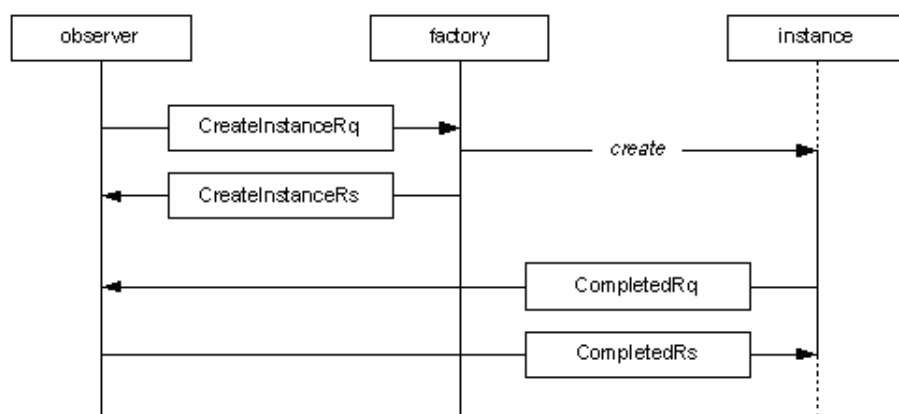 observer
factory
instance
CreateInstanceRq
create
CreateInstanceRs
CompletedRq
CompletedRs